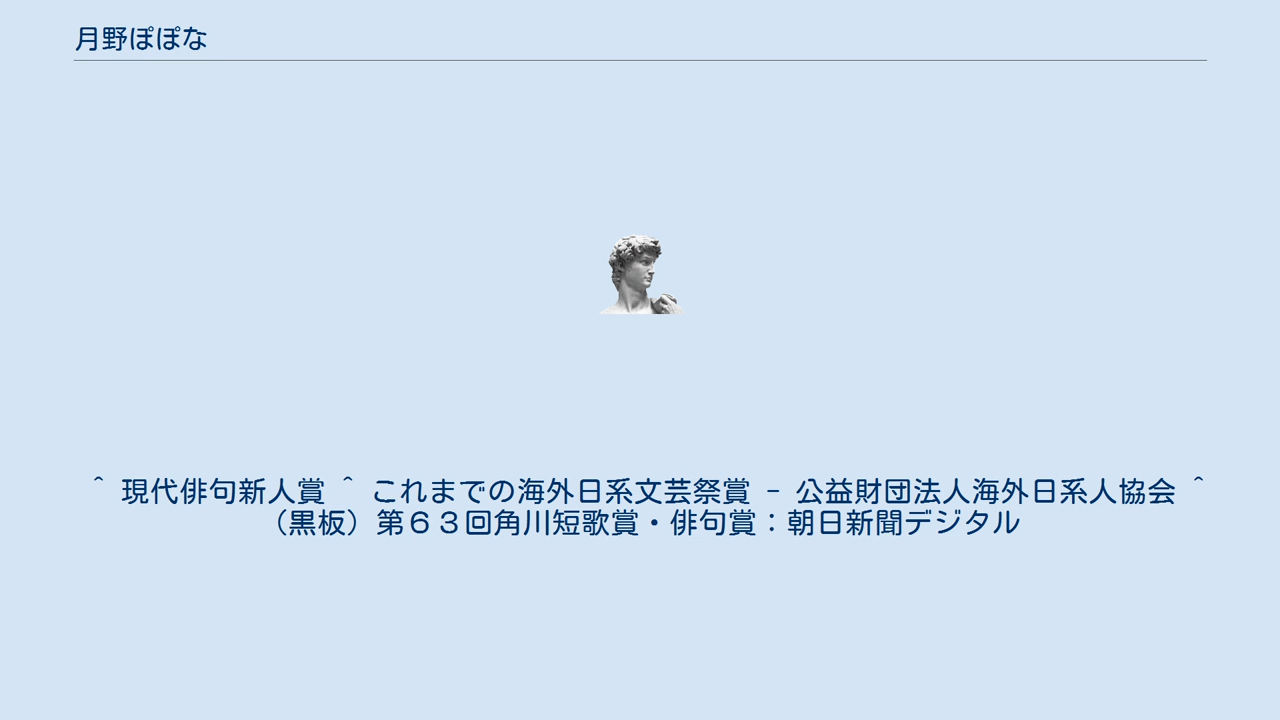 月野ぽぽな
^ 現代俳句新人賞 ^ これまでの海外日系文芸祭賞 - 公益財団法人海外日系人協会 ^
（黒板）第６３回角川短歌賞・俳句賞：朝日新聞デジタル